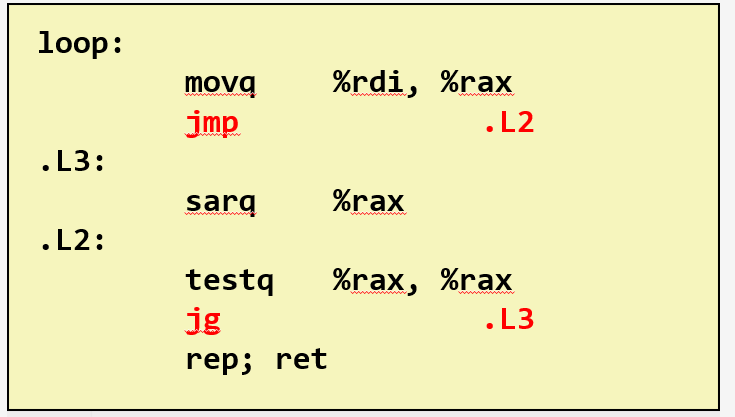 loop:
movq %rdi, %rax
jmp .L2
.L3:
sarq %rax
.L2:
testq %rax, %rax
jg .L3
rep; ret